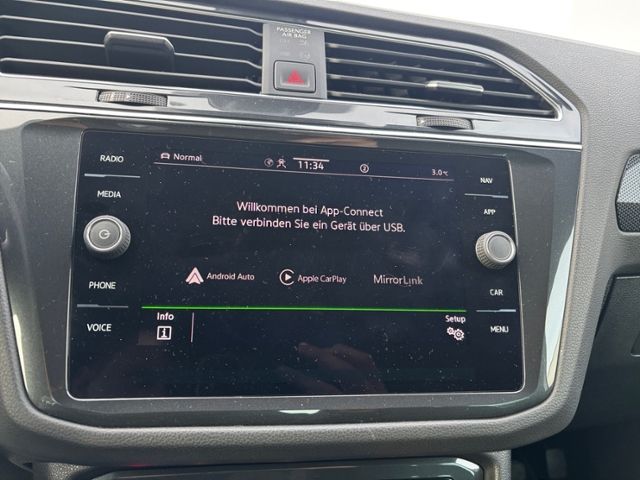 PASSENGER
AIR BAG
RADIO
MEDIA
PHONE
VOICE
Normal
11:34
3.0°C
Willkommen bei App-Connect
Bitte verbinden Sie ein Gerät über USB.
Android Auto
Apple CarPlay
MirrorLink
Info
Setup
NAV
APP
CAR
MENU